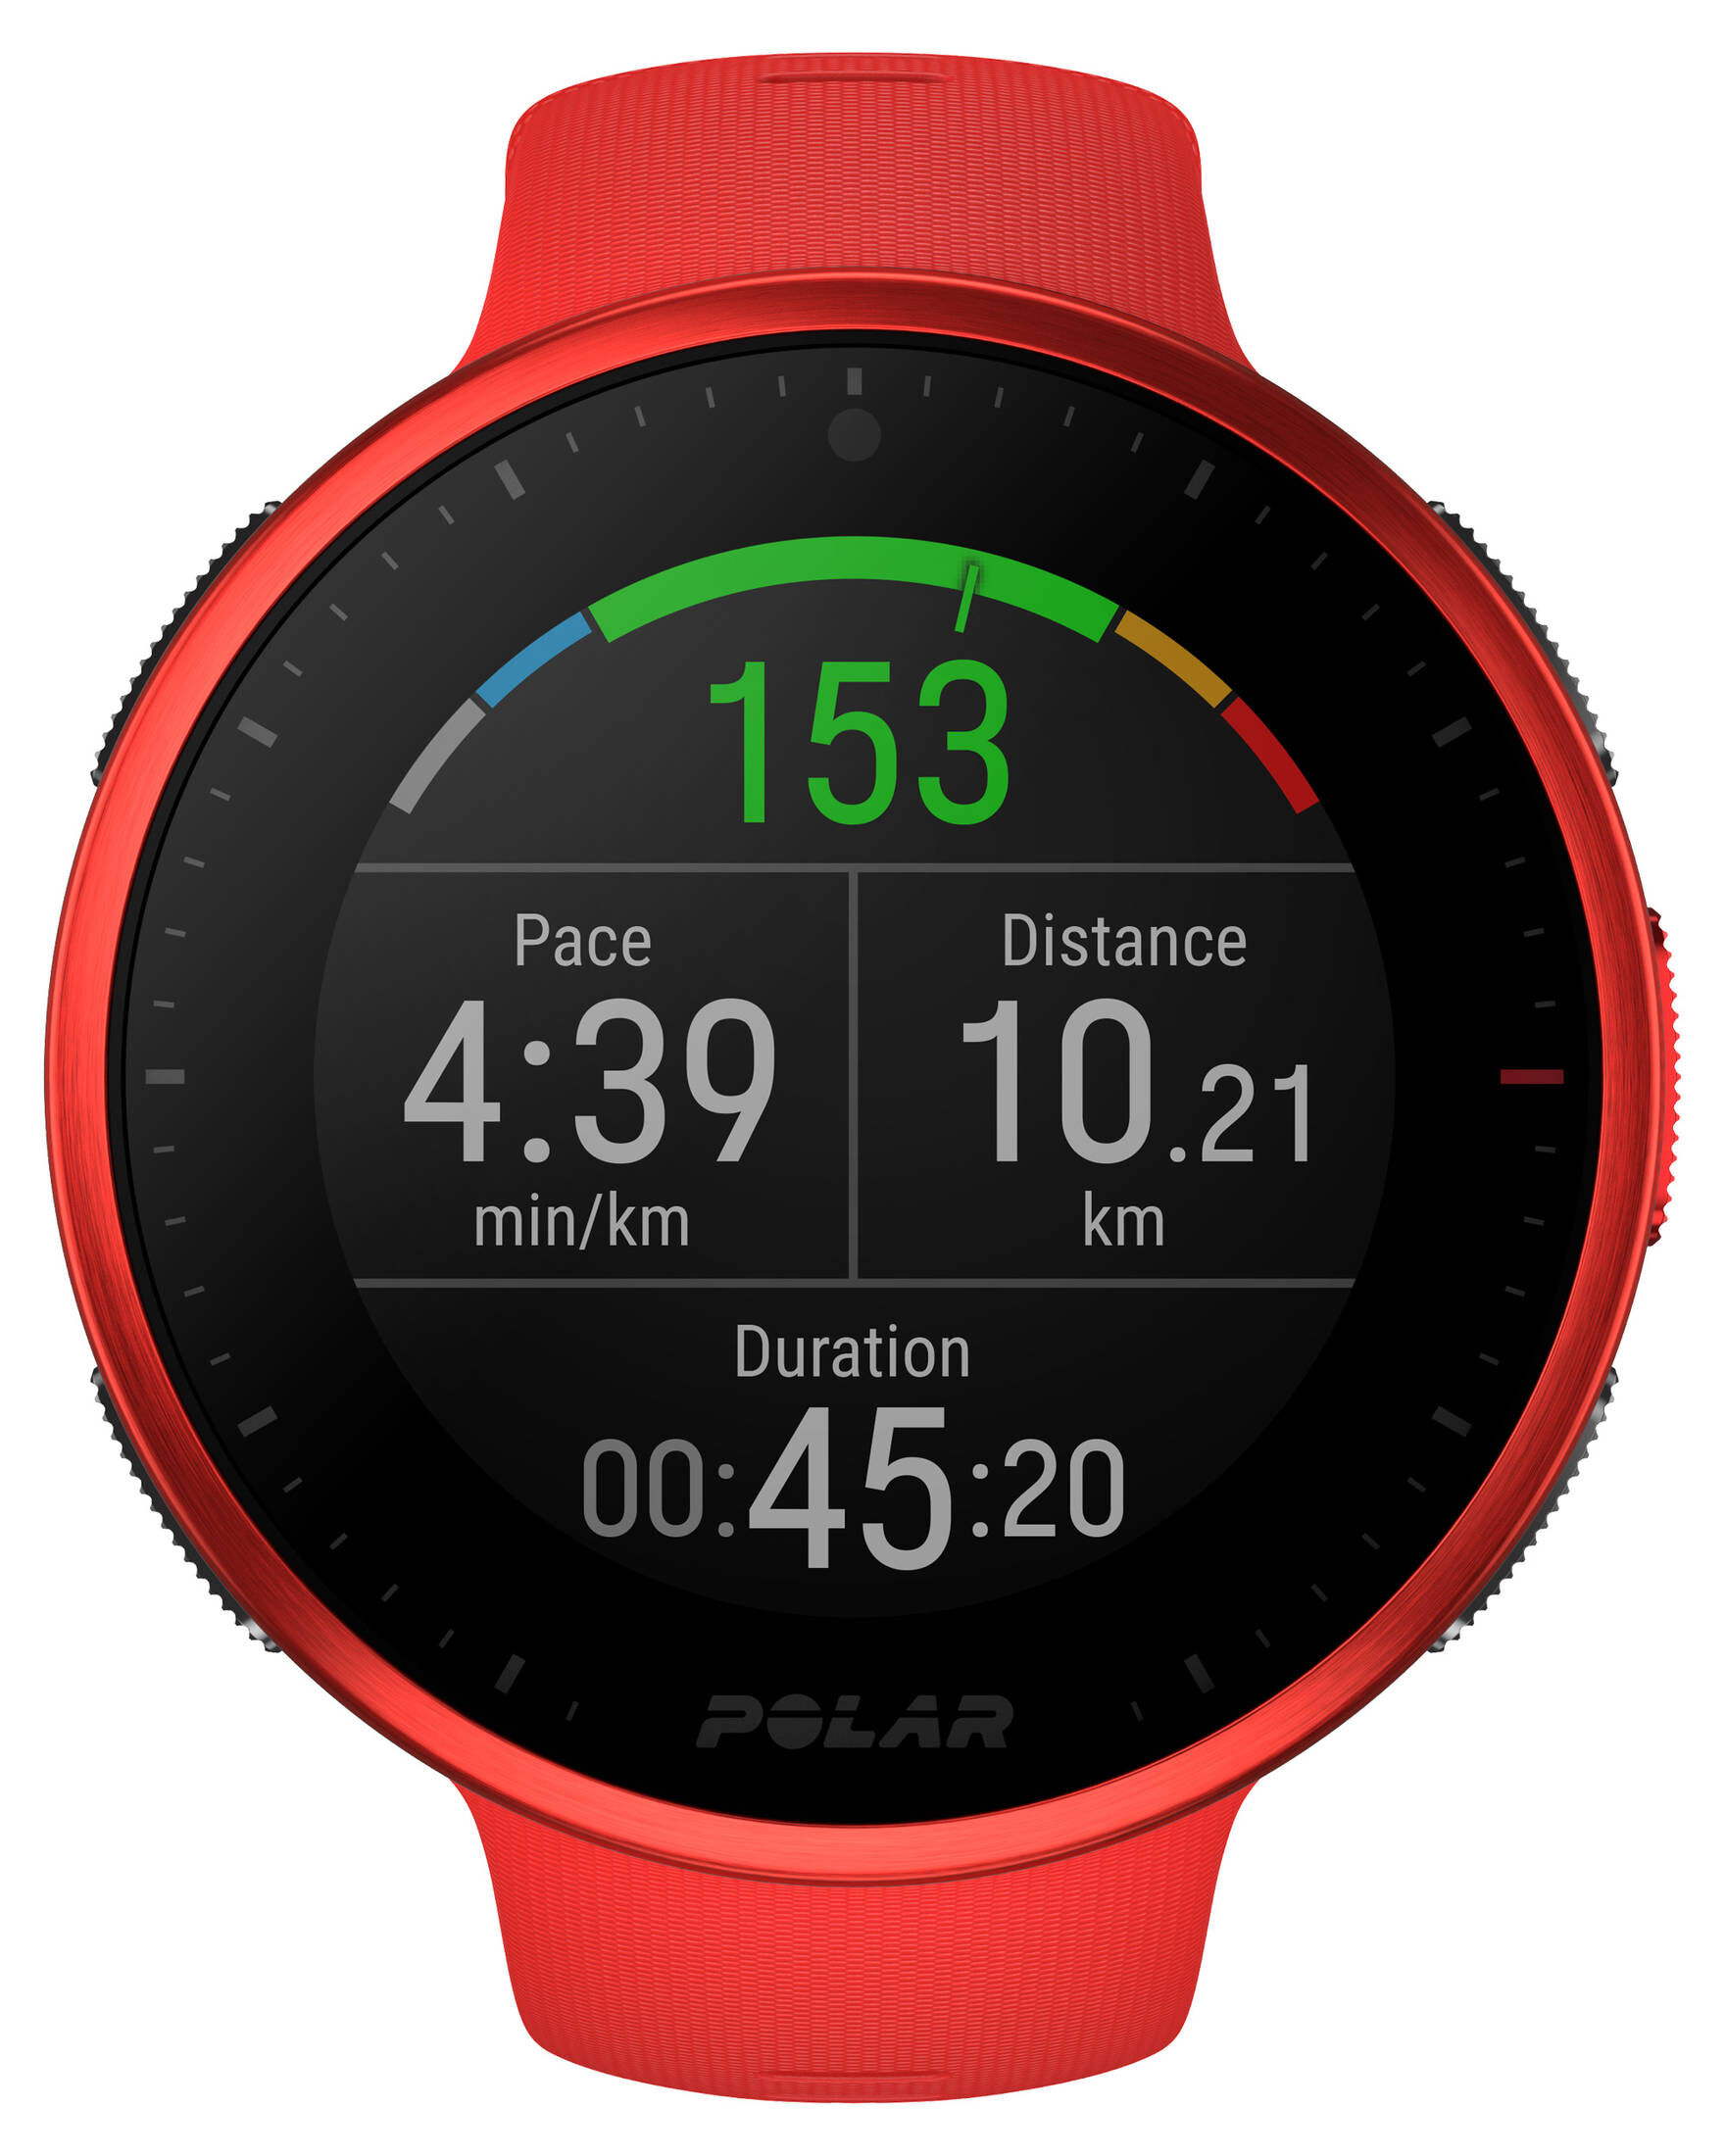 153
Pace
Distance
4:39
10.21
min/km
km
Duration
00:45:20
POLAR